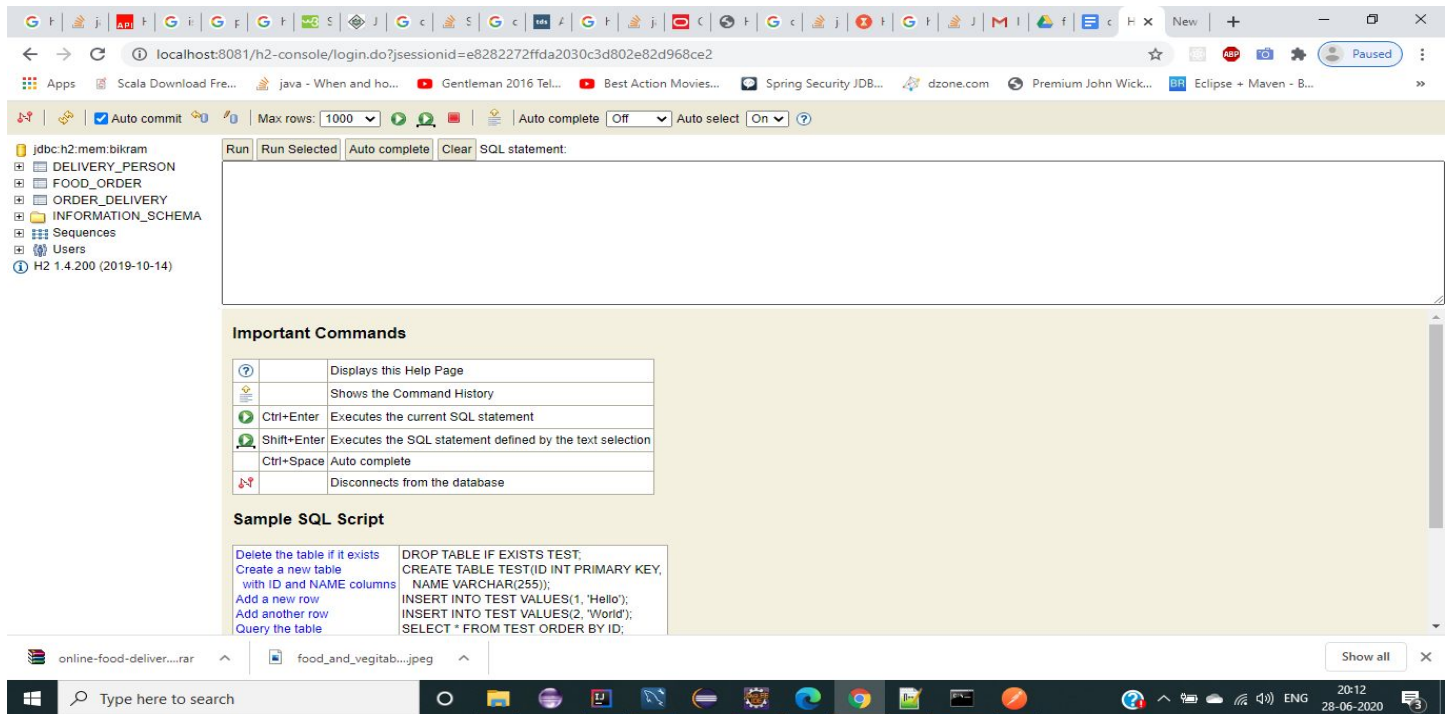 localhost:8081/h2-console/login.do?jsessionid=e8282272ffda2030c3d802e82d968ce2
New
Paused
Apps Scala Download Fre... java - When and ho... Gentleman 2016 Tel... Best Action Movies... Spring Security JDB... dzone.com Premium John Wick... Eclipse + Maven - B... »
Auto commit Max rows: 1000 Auto complete Off Auto select On
jdbc:h2:mem:bikram
DELIVERY_PERSON
FOOD_ORDER
ORDER_DELIVERY
INFORMATION_SCHEMA
Sequences
Users
H2 1.4.200 (2019-10-14)
Run Run Selected Auto complete Clear SQL statement:
Important Commands
Displays this Help Page
Shows the Command History
Ctrl+Enter Executes the current SQL statement
Shift+Enter Executes the SQL statement defined by the text selection
Ctrl+Space Auto complete
Disconnects from the database
Sample SQL Script
Delete the table if it exists DROP TABLE IF EXISTS TEST;
Create a new table CREATE TABLE TEST(ID INT PRIMARY KEY,
with ID and NAME columns NAME VARCHAR(255));
Add a new row INSERT INTO TEST VALUES(1, 'Hello');
Add another row INSERT INTO TEST VALUES(2, 'World');
Query the table SELECT * FROM TEST ORDER BY ID;
online-food-deliver....rar food_and_vegitab....jpeg Show all
Type here to search
ENG
20:12
28-06-2020